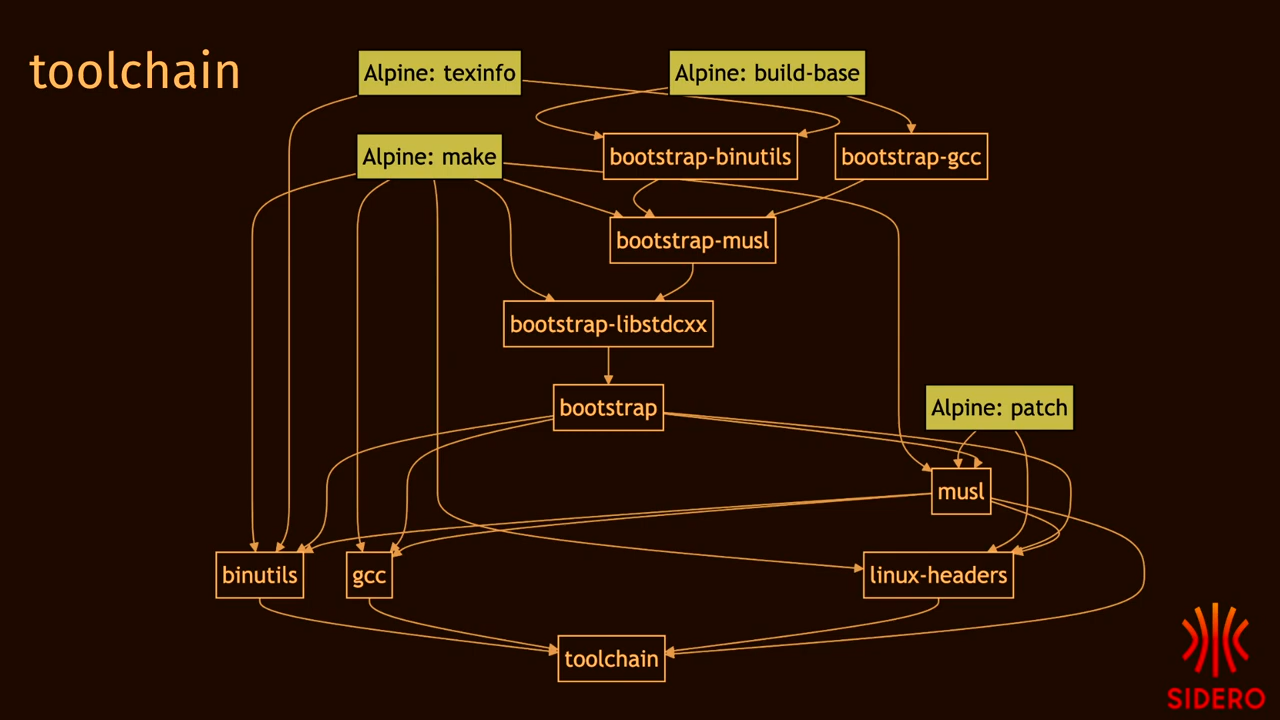 toolchain
Alpine: texinfo
Alpine: build-base
Alpine: make
bootstrap-binutils
bootstrap-gcc
bootstrap-musl
bootstrap-libstdcxx
bootstrap
Alpine: patch
musl
binutils
gcc
linux-headers
toolchain
SIDERO